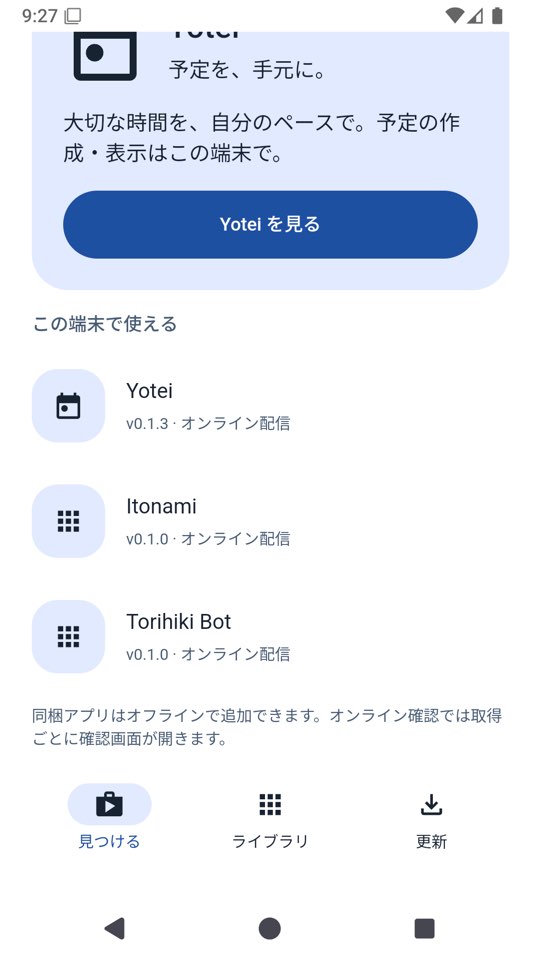 9:27
Yotei
予定を、手元に。
大切な時間を、自分のペースで。予定の作
成・表示はこの端末で。
Yotei を見る
この端末で使える
Yotei
v0.1.3 · オンライン配信
Itonami
v0.1.0 · オンライン配信
Torihiki Bot
v0.1.0 · オンライン配信
同梱アプリはオフラインで追加できます。オンライン確認では取得
ごとに確認画面が開きます。
見つける
ライブラリ
更新